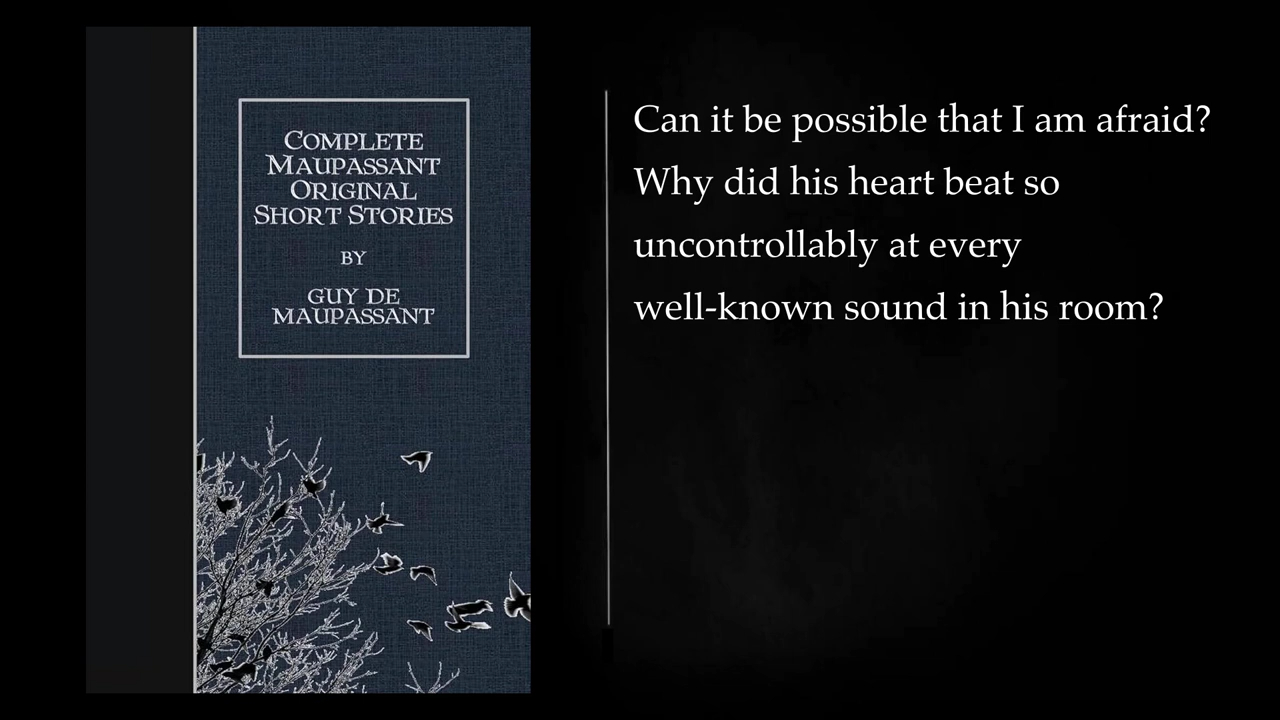 COMPLETE
MAUPASSANT
ORIGINAL
SHORT STORIES
BY
GUY DE
MAUPASSANT
Can it be possible that I am afraid?
Why did his heart beat so
uncontrollably at every
well-known sound in his room?